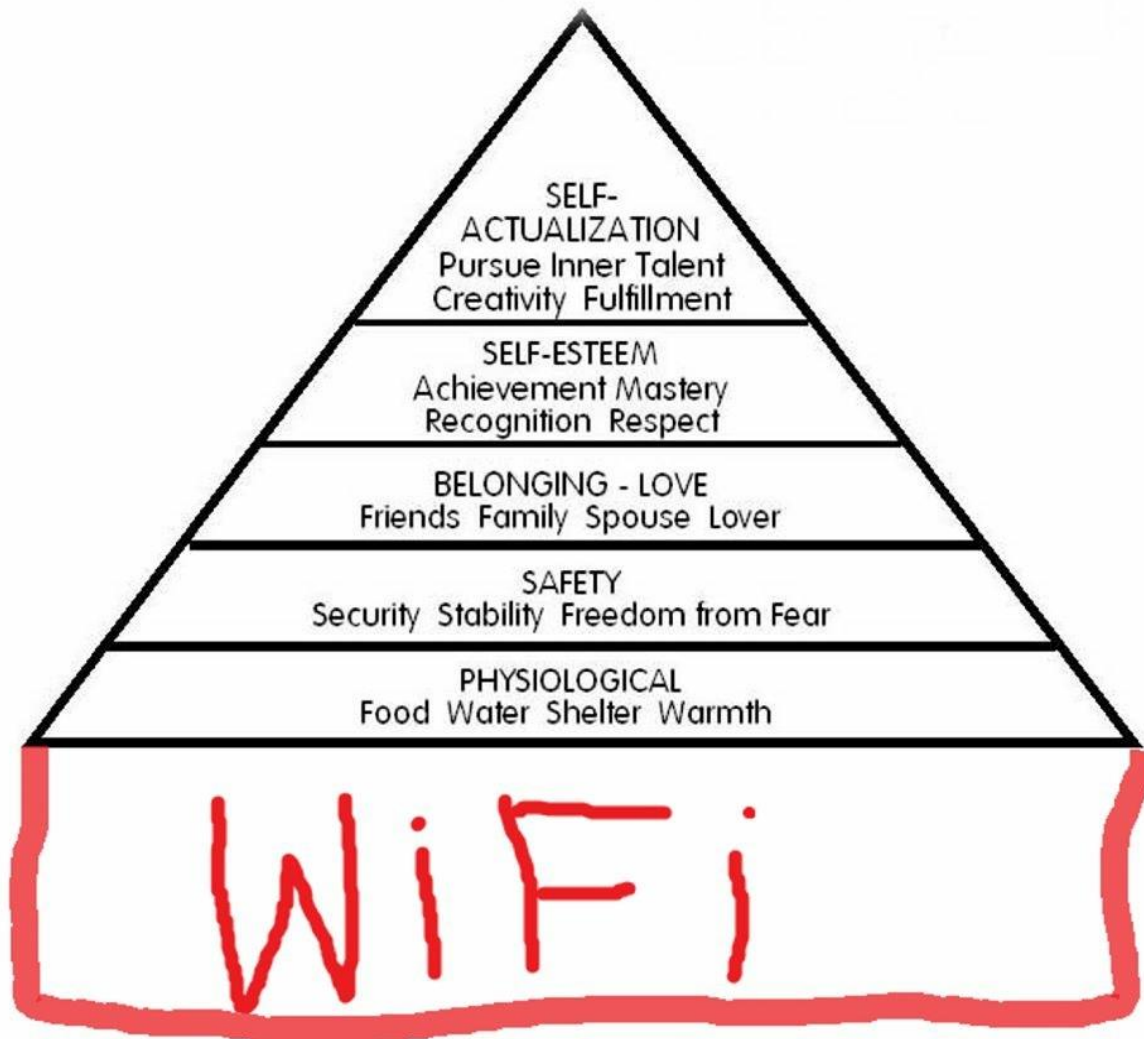 SELF-
ACTUALIZATION
Pursue Inner Talent
Creativity Fulfillment
SELF-ESTEEM
Achievement Mastery
Recognition Respect
BELONGING - LOVE
Friends Family Spouse Lover
SAFETY
Security Stability Freedom from Fear
PHYSIOLOGICAL
Food Water Shelter Warmth
WiFi